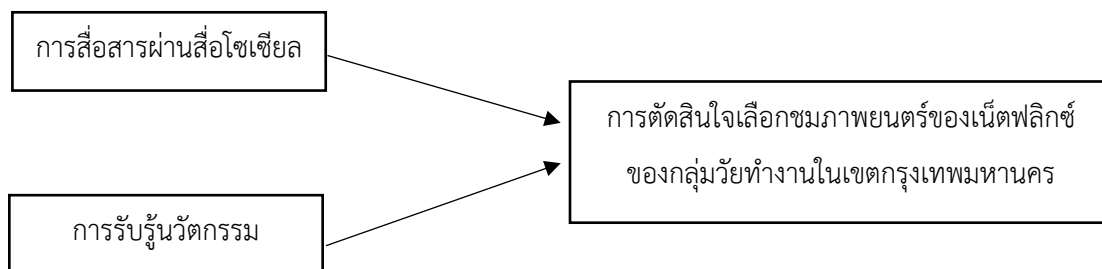 การสื่อสารผ่านสื่อโซเซียล
การตัดสินใจเลือกชมภาพยนตร์ของเน็ตฟลิกซ์
ของกลุ่มวัยทำงานในเขตกรุงเทพมหานคร
การรับรู้นวัตกรรม